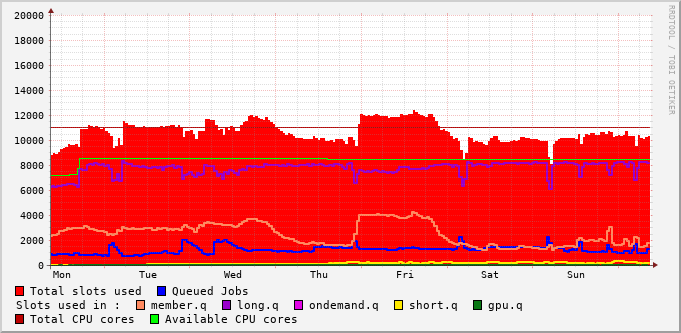 20000
18000
16000
14000
12000
10000
8000
6000
4000
2000
0
Mon Tue Wed Thu Fri Sat Sun
RRDTOOL / TOBI OETIKER
Total slots used Queued Jobs
Slots used in : member.q long.q ondemand.q short.q gpu.q
Total CPU cores Available CPU cores